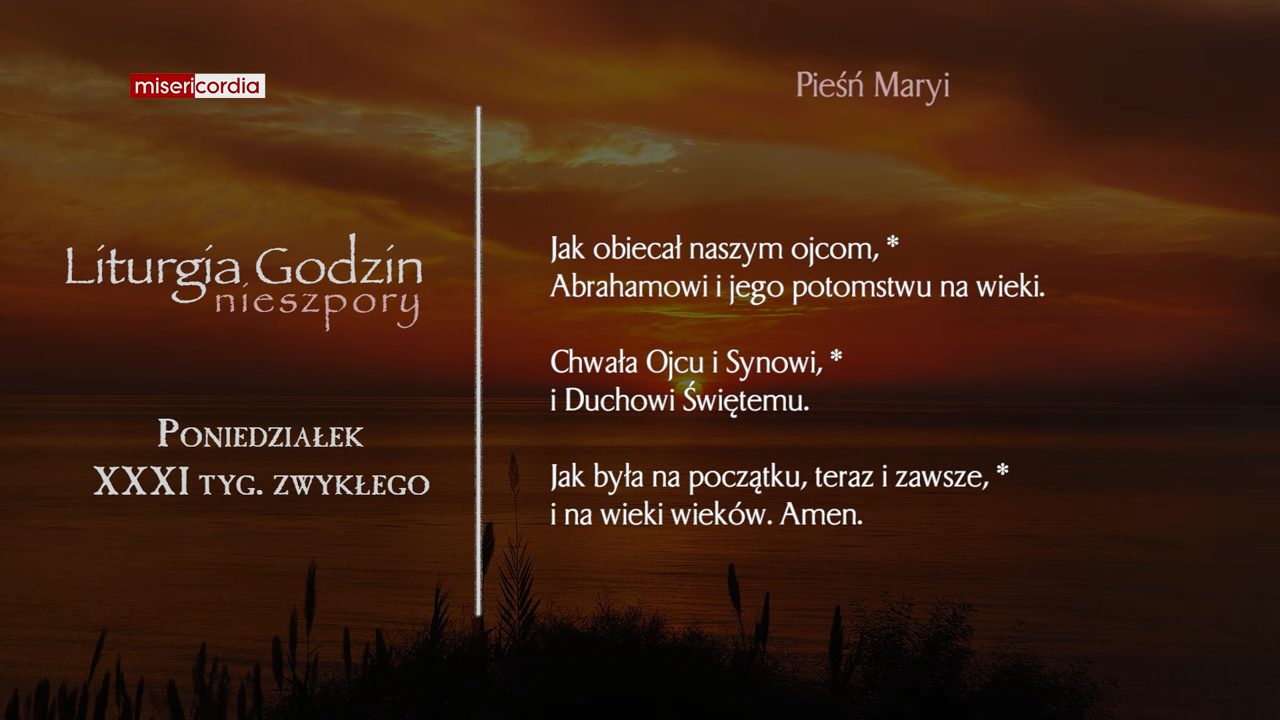 misericordia
Pieśń Maryi
Liturgia Godzin
nieszpory
Poniedziałek
XXXI tyg. zwykłego
Jak obiecał naszym ojcom, *
Abrahamowi i jego potomstwu na wieki.
Chwała Ojcu i Synowi, *
i Duchowi Świętemu.
Jak była na początku, teraz i zawsze, *
i na wieki wieków. Amen.